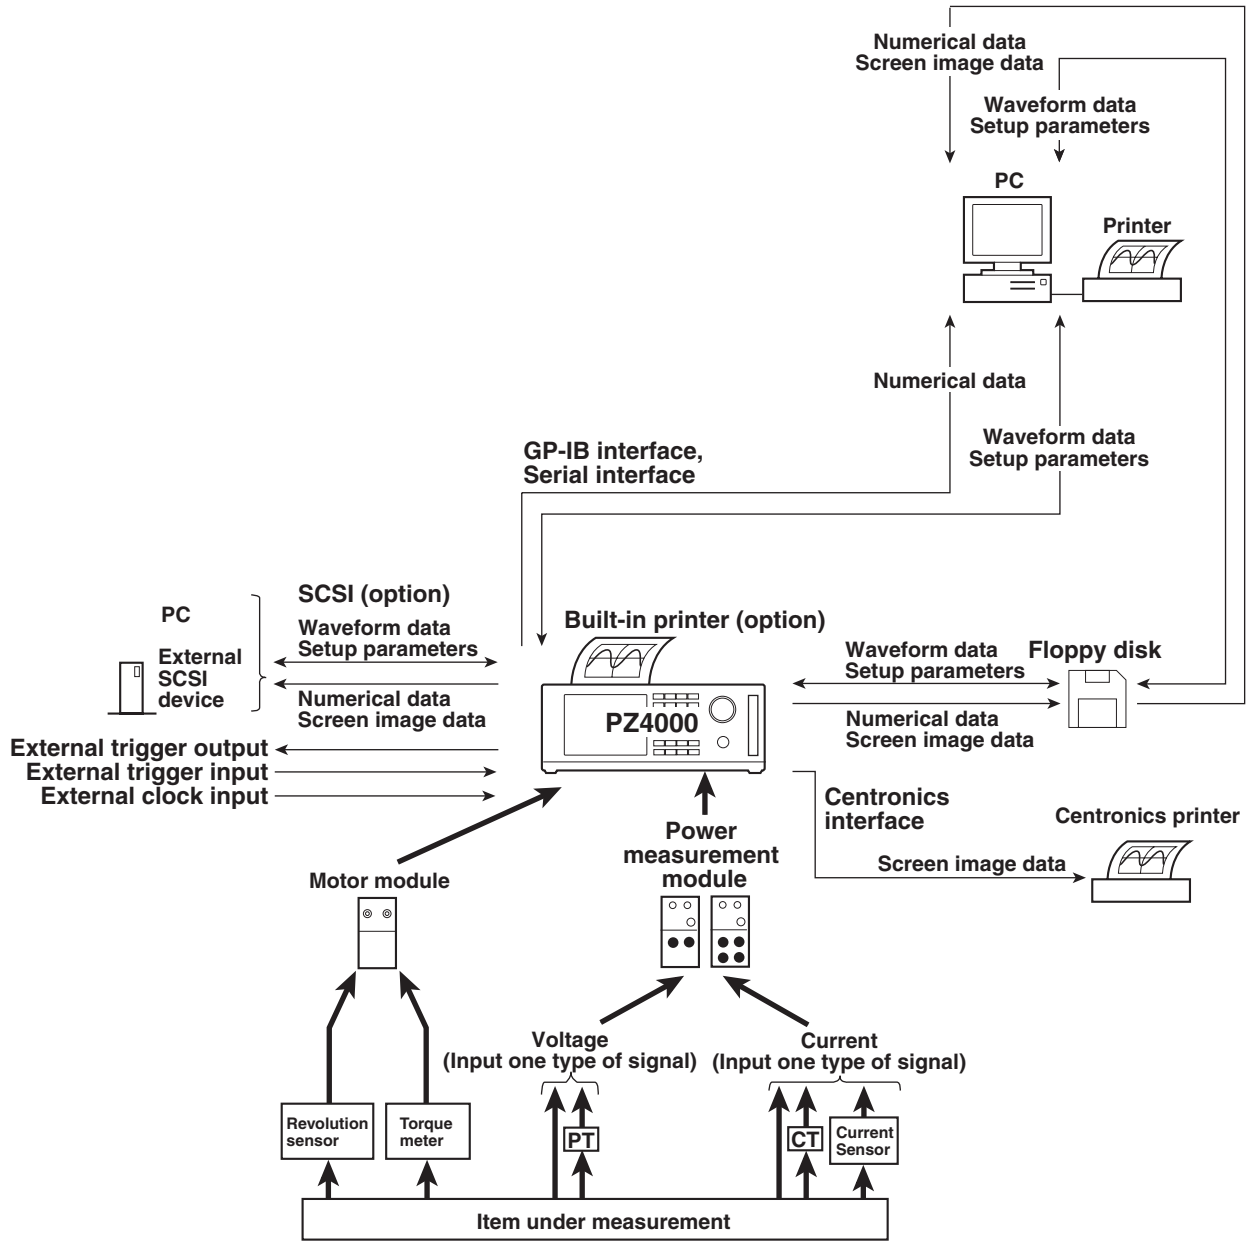 Numerical data
Screen image data
Waveform data
Setup parameters
PC
Printer
Numerical data
Waveform data
Setup parameters
GP-IB interface,
Serial interface
SCSI (option)
PC
Waveform data
Setup parameters
External
SCSI
device
Numerical data
Screen image data
External trigger output
External trigger input
External clock input
Built-in printer (option)
PZ4000
Waveform data
Setup parameters
Floppy disk
Numerical data
Screen image data
Centronics
interface
Centronics printer
Screen image data
Power
measurement
module
Motor module
Voltage
(Input one type of signal)
Current
(Input one type of signal)
Revolution
sensor
Torque
meter
PT
CT
Current
Sensor
Item under measurement